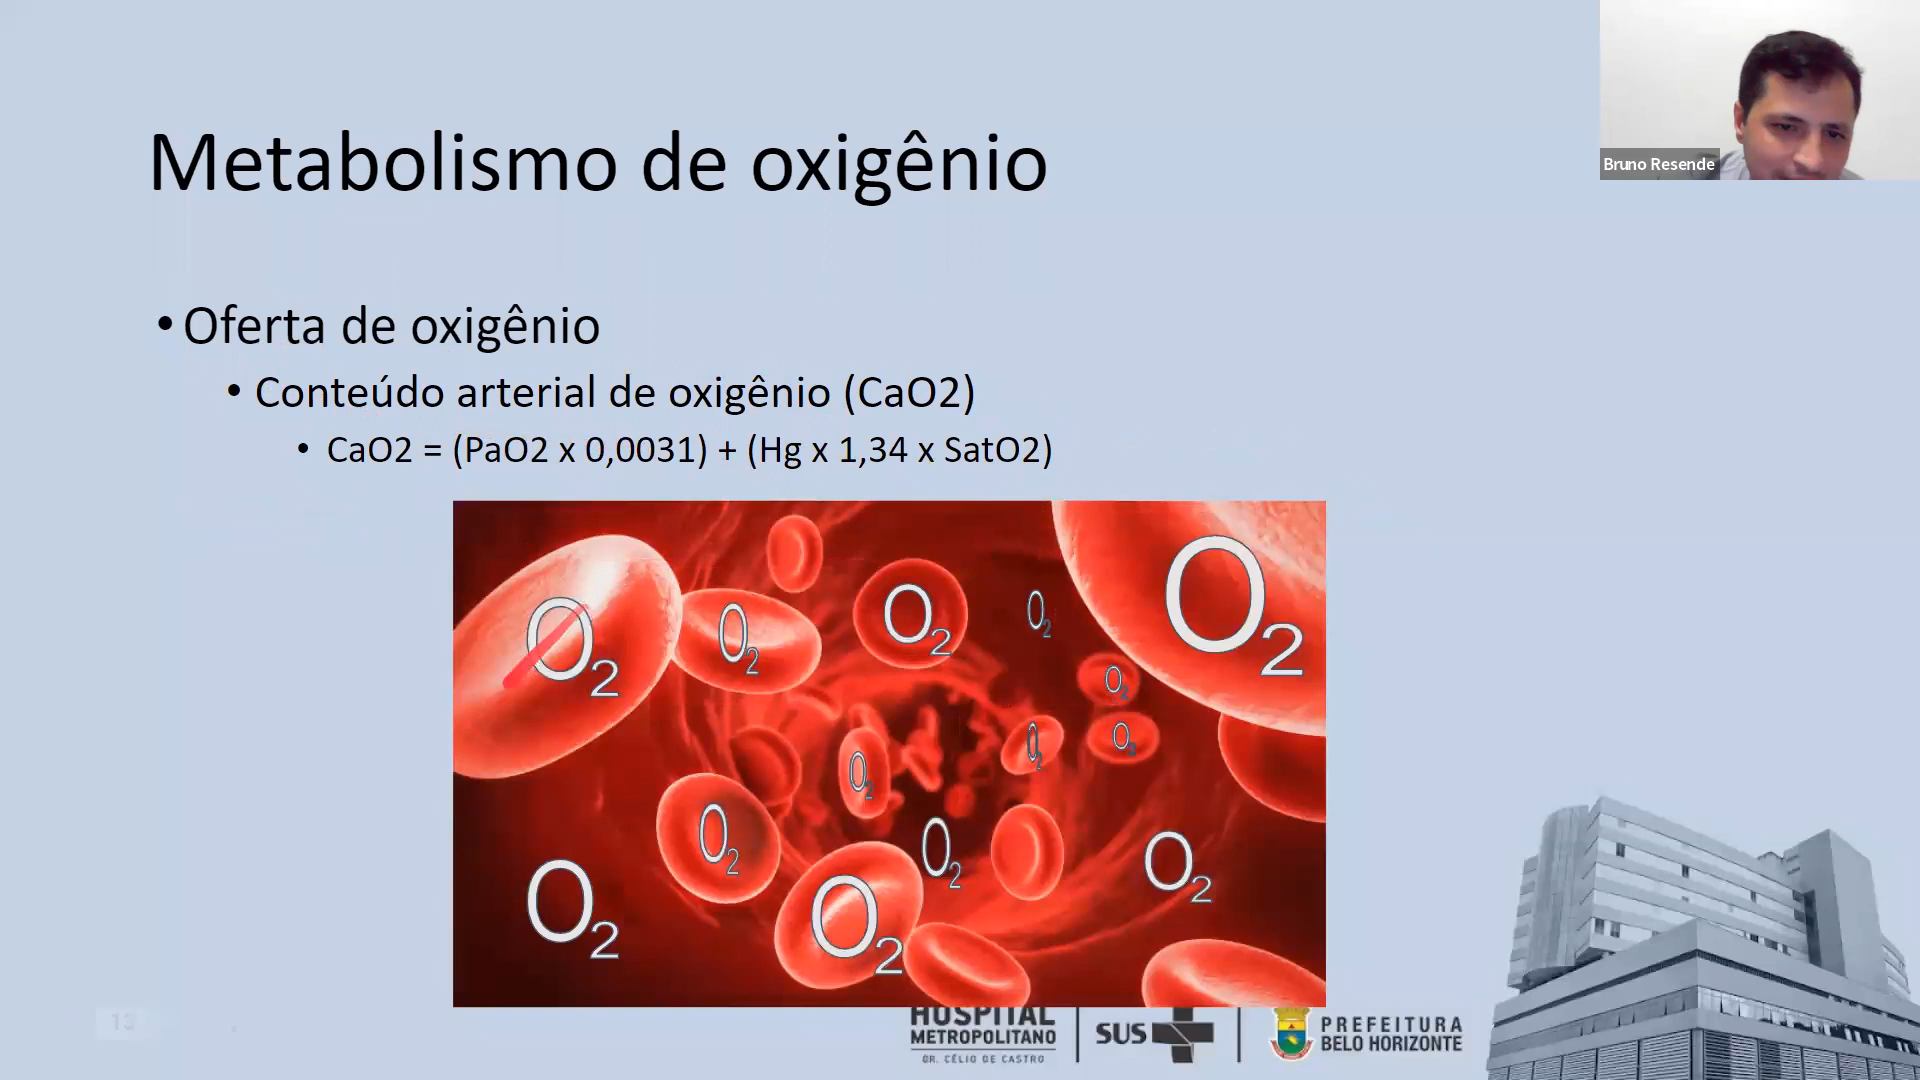 Bruno Resende
Metabolismo de oxigênio
• Oferta de oxigênio
• Conteúdo arterial de oxigênio (CaO2)
• CaO2 = (PaO2 x 0,0031) + (Hg x 1,34 x SatO2)
O2
O2
O2
O2
O2
O2
O2
O2
O2
O2
O2
O2
O2
O2
13
HOSPITAL
METROPOLITANO
DR. CÉLIO DE CASTRO
SUS
PREFEITURA
BELO HORIZONTE